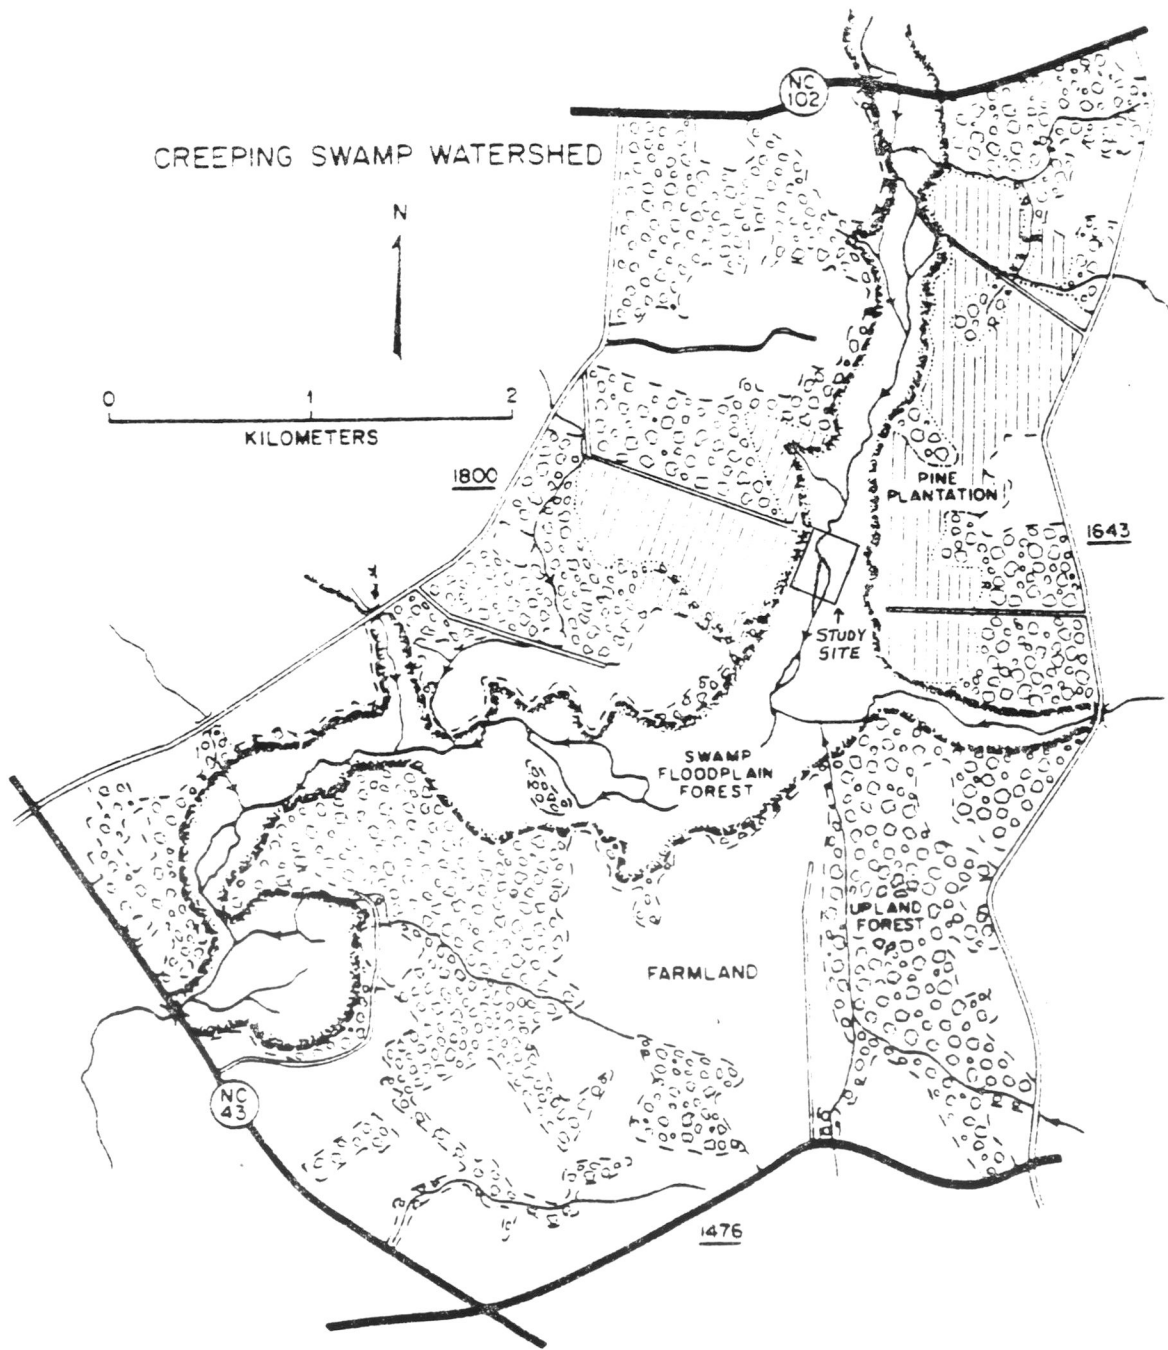 NC
102
CREEPING SWAMP WATERSHED
N
0 1 2
KILOMETERS
1800
PINE
PLANTATION
1643
STUDY
SITE
SWAMP
FLOODPLAIN
FOREST
UPLAND
FOREST
FARMLAND
NC
43
1476